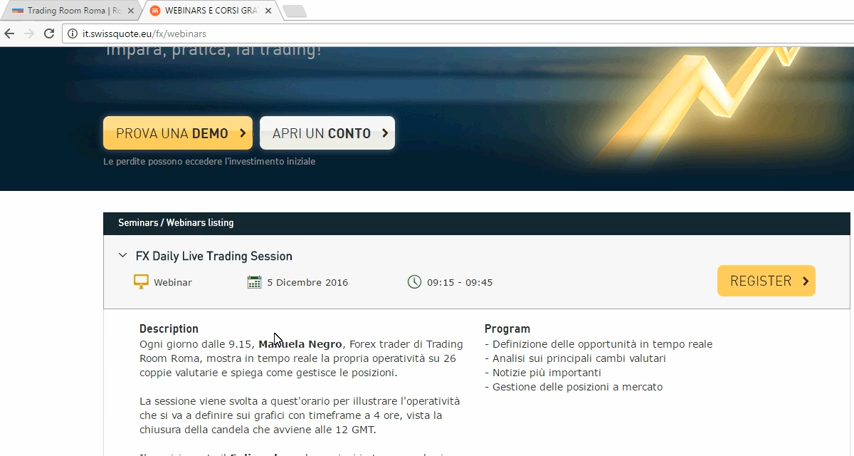 Trading Room Roma | Ro
WEBINARS E CORSI GRA
it.swissquote.eu/fx/webinars
impara, pratica, fai trading!
PROVA UNA DEMO
APRI UN CONTO
Le perdite possono eccedere l'investimento iniziale
Seminars / Webinars listing
FX Daily Live Trading Session
Webinar
5 Dicembre 2016
09:15 - 09:45
REGISTER
Description
Ogni giorno dalle 9.15, Manuela Negro, Forex trader di Trading
Room Roma, mostra in tempo reale la propria operatività su 26
coppie valutarie e spiega come gestisce le posizioni.
La sessione viene svolta a quest'orario per illustrare l'operatività
che si va a definire sui grafici con timeframe a 4 ore, vista la
chiusura della candela che avviene alle 12 GMT.
Program
- Definizione delle opportunità in tempo reale
- Analisi sui principali cambi valutari
- Notizie più importanti
- Gestione delle posizioni a mercato